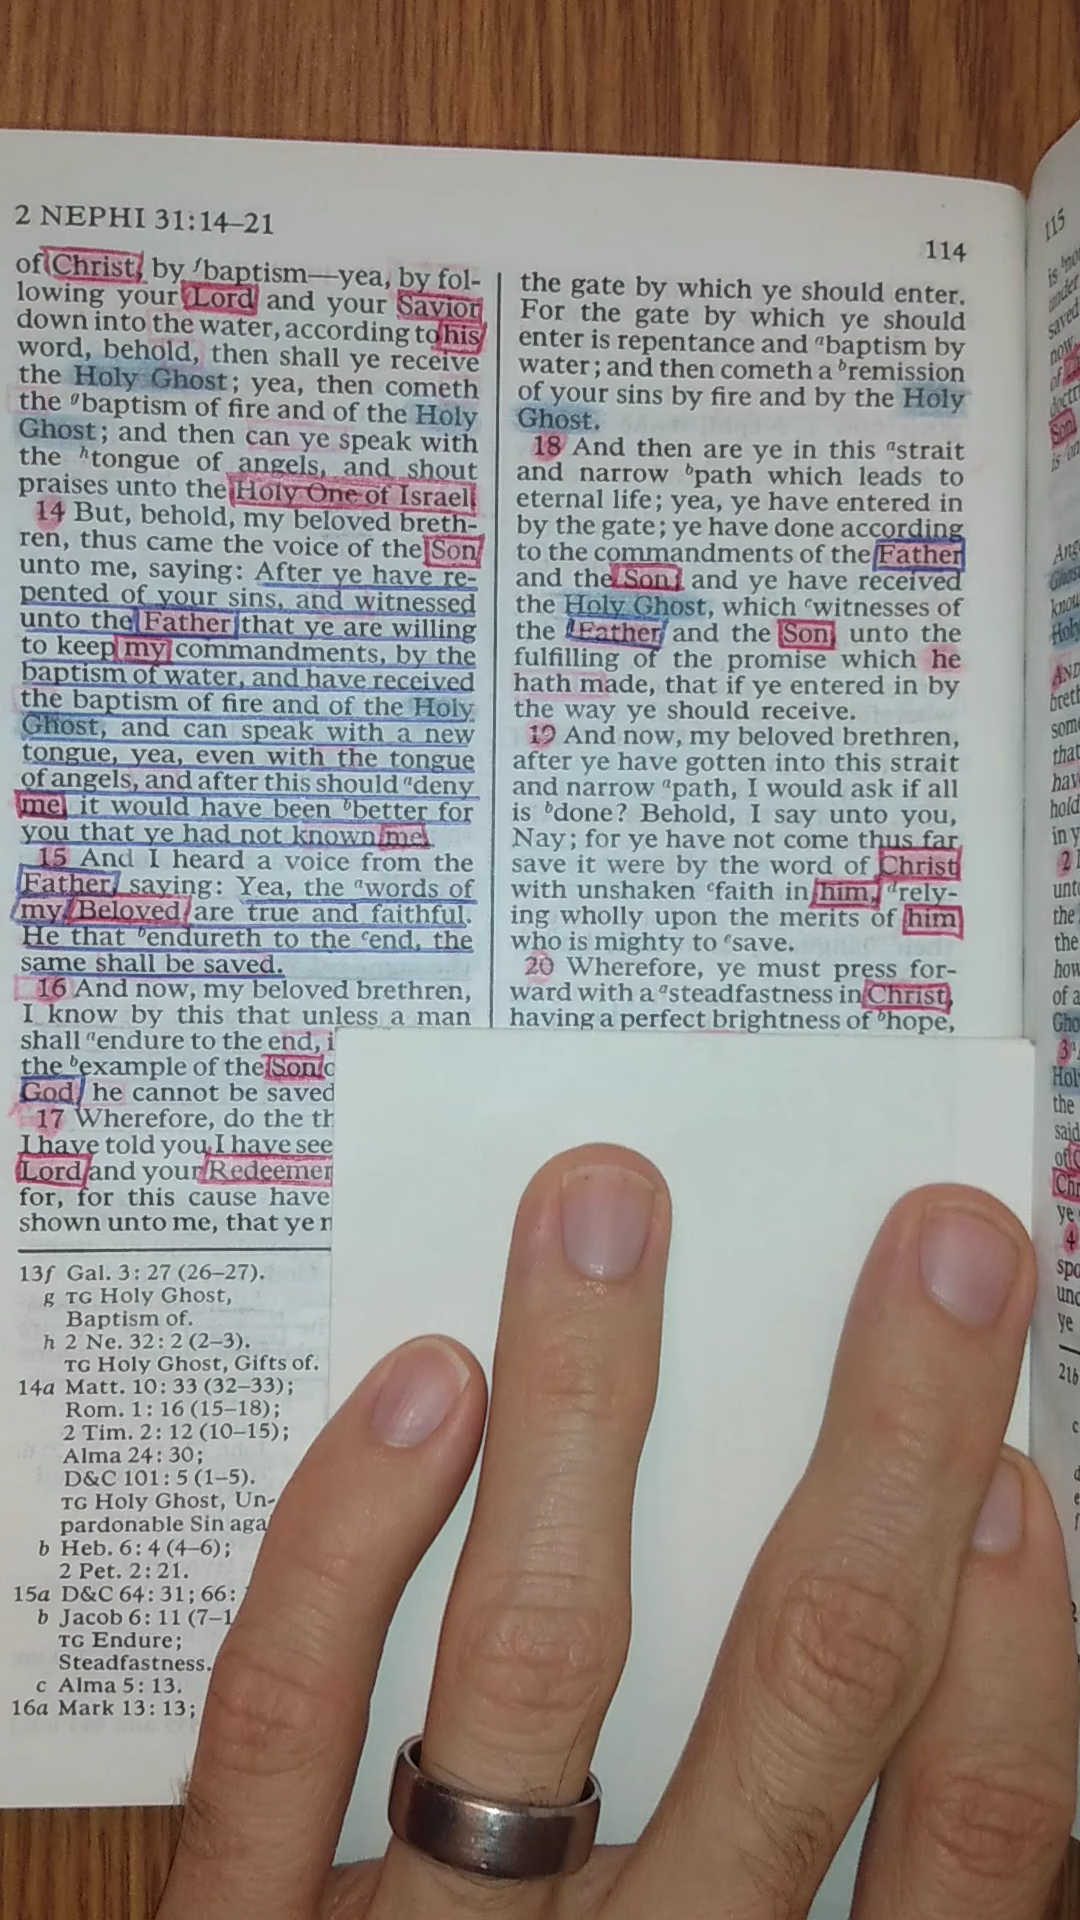 2 NEPHI 31:14–21
114
of Christ, by fbaptism—yea, by fol-
lowing your Lord and your Savior
down into the water, according to his
word, behold, then shall ye receive
the Holy Ghost; yea, then cometh
the gbaptism of fire and of the Holy
Ghost; and then can ye speak with
the htongue of angels, and shout
praises unto the Holy One of Israel.
14 But, behold, my beloved breth-
ren, thus came the voice of the Son
unto me, saying: After ye have re-
pented of your sins, and witnessed
unto the Father that ye are willing
to keep my commandments, by the
baptism of water, and have received
the baptism of fire and of the Holy
Ghost, and can speak with a new
tongue, yea, even with the tongue
of angels, and after this should adeny
me, it would have been bbetter for
you that ye had not known me.
15 And I heard a voice from the
Father, saying: Yea, the awords of
my Beloved are true and faithful.
He that bendureth to the cend, the
same shall be saved.
16 And now, my beloved brethren,
I know by this that unless a man
shall aendure to the end, i
the bexample of the Son o
God, he cannot be saved
17 Wherefore, do the th
I have told you I have see
Lord and your Redeemer
for, for this cause have
shown unto me, that ye
the gate by which ye should enter.
For the gate by which ye should
enter is repentance and abaptism by
water; and then cometh a bremission
of your sins by fire and by the Holy
Ghost.
18 And then are ye in this astrait
and narrow bpath which leads to
eternal life; yea, ye have entered in
by the gate; ye have done according
to the commandments of the Father
and the Son; and ye have received
the Holy Ghost, which cwitnesses of
the dFather and the Son, unto the
fulfilling of the promise which he
hath made, that if ye entered in by
the way ye should receive.
19 And now, my beloved brethren,
after ye have gotten into this strait
and narrow apath, I would ask if all
is bdone? Behold, I say unto you,
Nay; for ye have not come thus far
save it were by the word of Christ
with unshaken cfaith in him, drely-
ing wholly upon the merits of him
who is mighty to esave.
20 Wherefore, ye must press for-
ward with a asteadfastness in Christ,
having a perfect brightness of bhope,
13f Gal. 3: 27 (26–27).
g TG Holy Ghost,
Baptism of.
h 2 Ne. 32: 2 (2–3).
TG Holy Ghost, Gifts of.
14a Matt. 10: 33 (32–33);
Rom. 1: 16 (15–18);
2 Tim. 2: 12 (10–15);
Alma 24: 30;
D&C 101: 5 (1–5).
TG Holy Ghost, Un-
pardonable Sin aga
b Heb. 6: 4 (4–6);
2 Pet. 2: 21.
15a D&C 64: 31; 66:
b Jacob 6: 11 (7–1
TG Endure;
Steadfastness.
c Alma 5: 13.
16a Mark 13: 13;
115